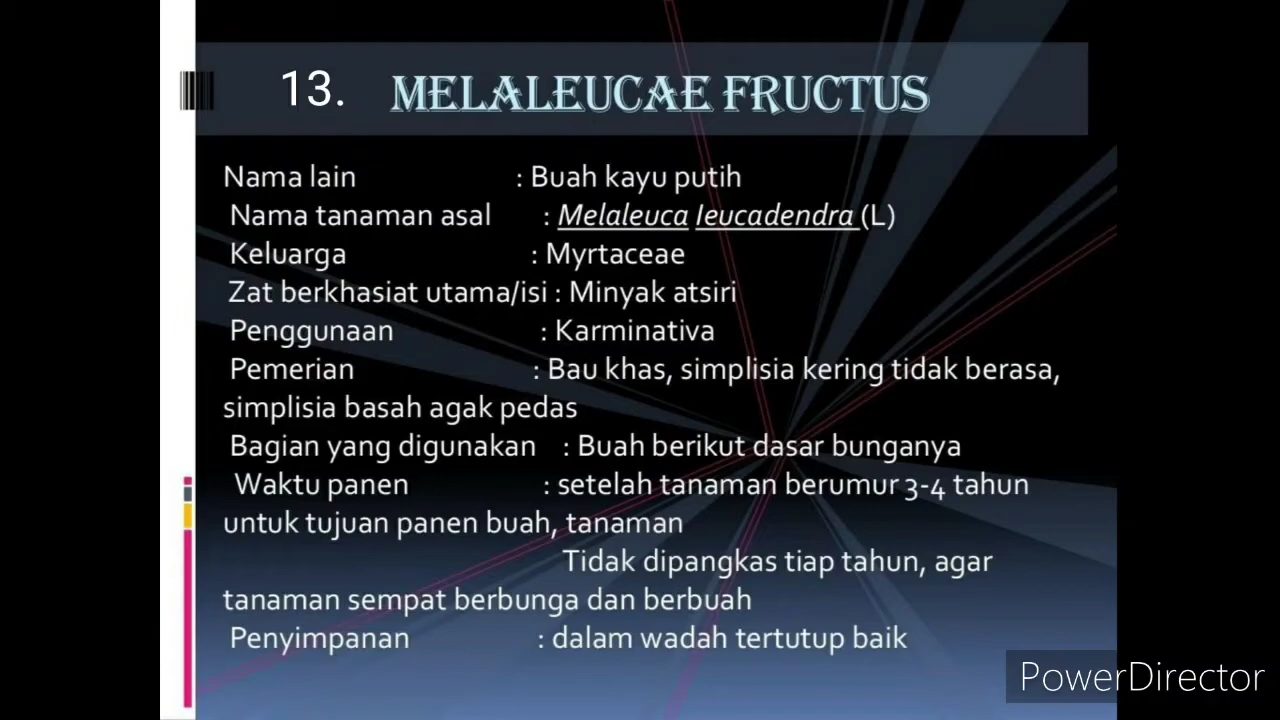 13. MELALEUCAE FRUCTUS
Nama lain : Buah kayu putih
Nama tanaman asal : Melaleuca Ieucadendra (L)
Keluarga : Myrtaceae
Zat berkhasiat utama/isi : Minyak atsiri
Penggunaan : Karminativa
Pemerian : Bau khas, simplisia kering tidak berasa,
simplisia basah agak pedas
Bagian yang digunakan : Buah berikut dasar bunganya
Waktu panen : setelah tanaman berumur 3-4 tahun
untuk tujuan panen buah, tanaman
Tidak dipangkas tiap tahun, agar
tanaman sempat berbunga dan berbuah
Penyimpanan : dalam wadah tertutup baik
PowerDirector